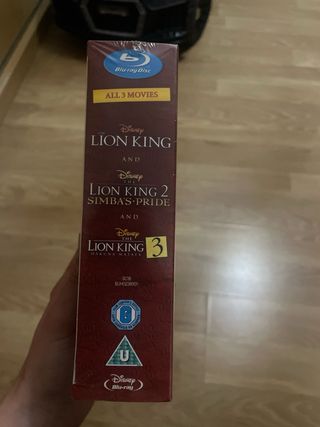 Blu-ray Disc
ALL 3 MOVIES
Disney
THE
LION KING
AND
Disney
THE
LION KING 2
SIMBA'S PRIDE
AND
Disney
THE
LION KING 3
HAKUNA MATATA
B
U
Disney
Blu-ray